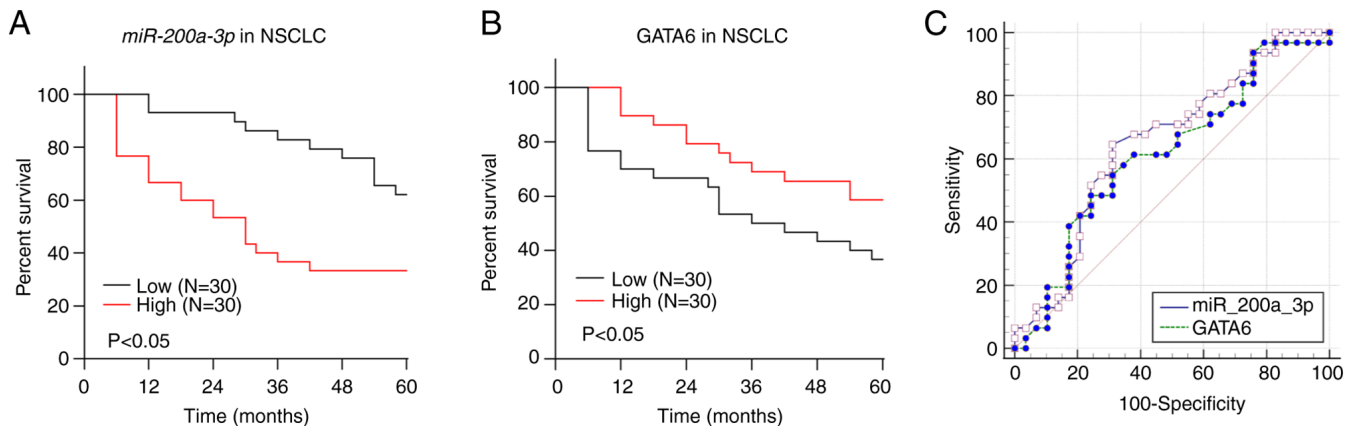 A
miR-200a-3p in NSCLC
100
80
60
40
20
0
Percent survival
Low (N=30)
High (N=30)
P<0.05
0 12 24 36 48 60
Time (months)
B
GATA6 in NSCLC
100
80
60
40
20
0
Percent survival
Low (N=30)
High (N=30)
P<0.05
0 12 24 36 48 60
Time (months)
C
100
80
60
40
20
0
Sensitivity
miR_200a_3p
GATA6
0 20 40 60 80 100
100-Specificity